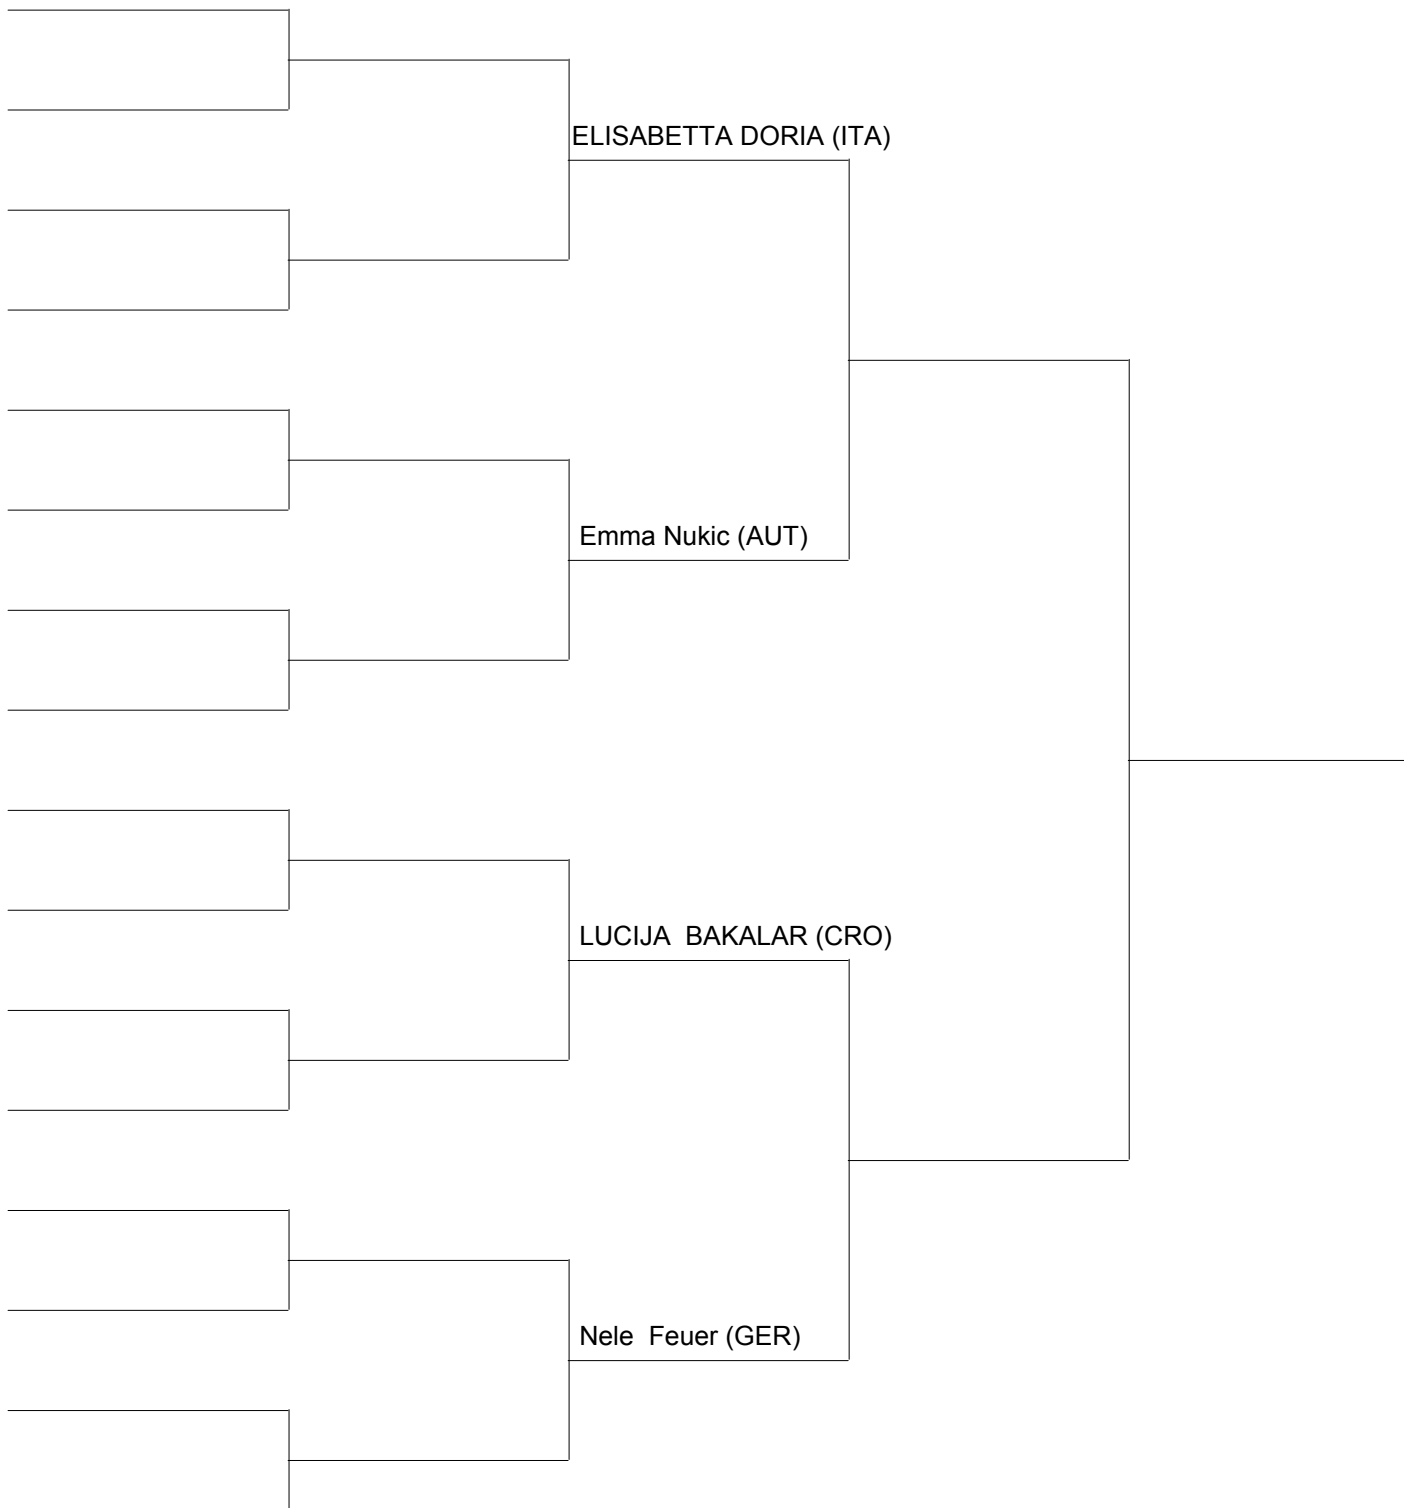 ELISABETTA DORIA (ITA)
Emma Nukic (AUT)
LUCIJA  BAKALAR (CRO)
Nele  Feuer (GER)